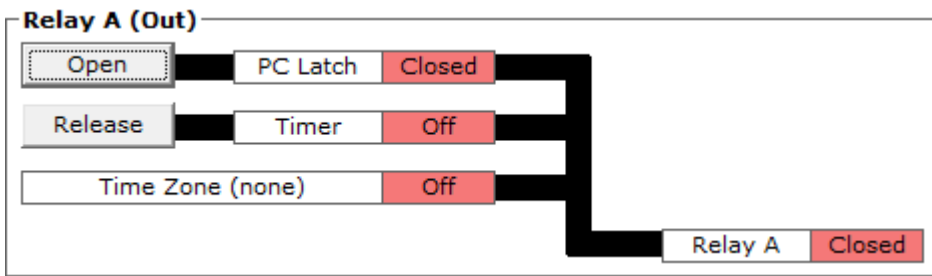 Relay A (Out)
Open PC Latch Closed
Release Timer Off
Time Zone (none) Off
Relay A Closed